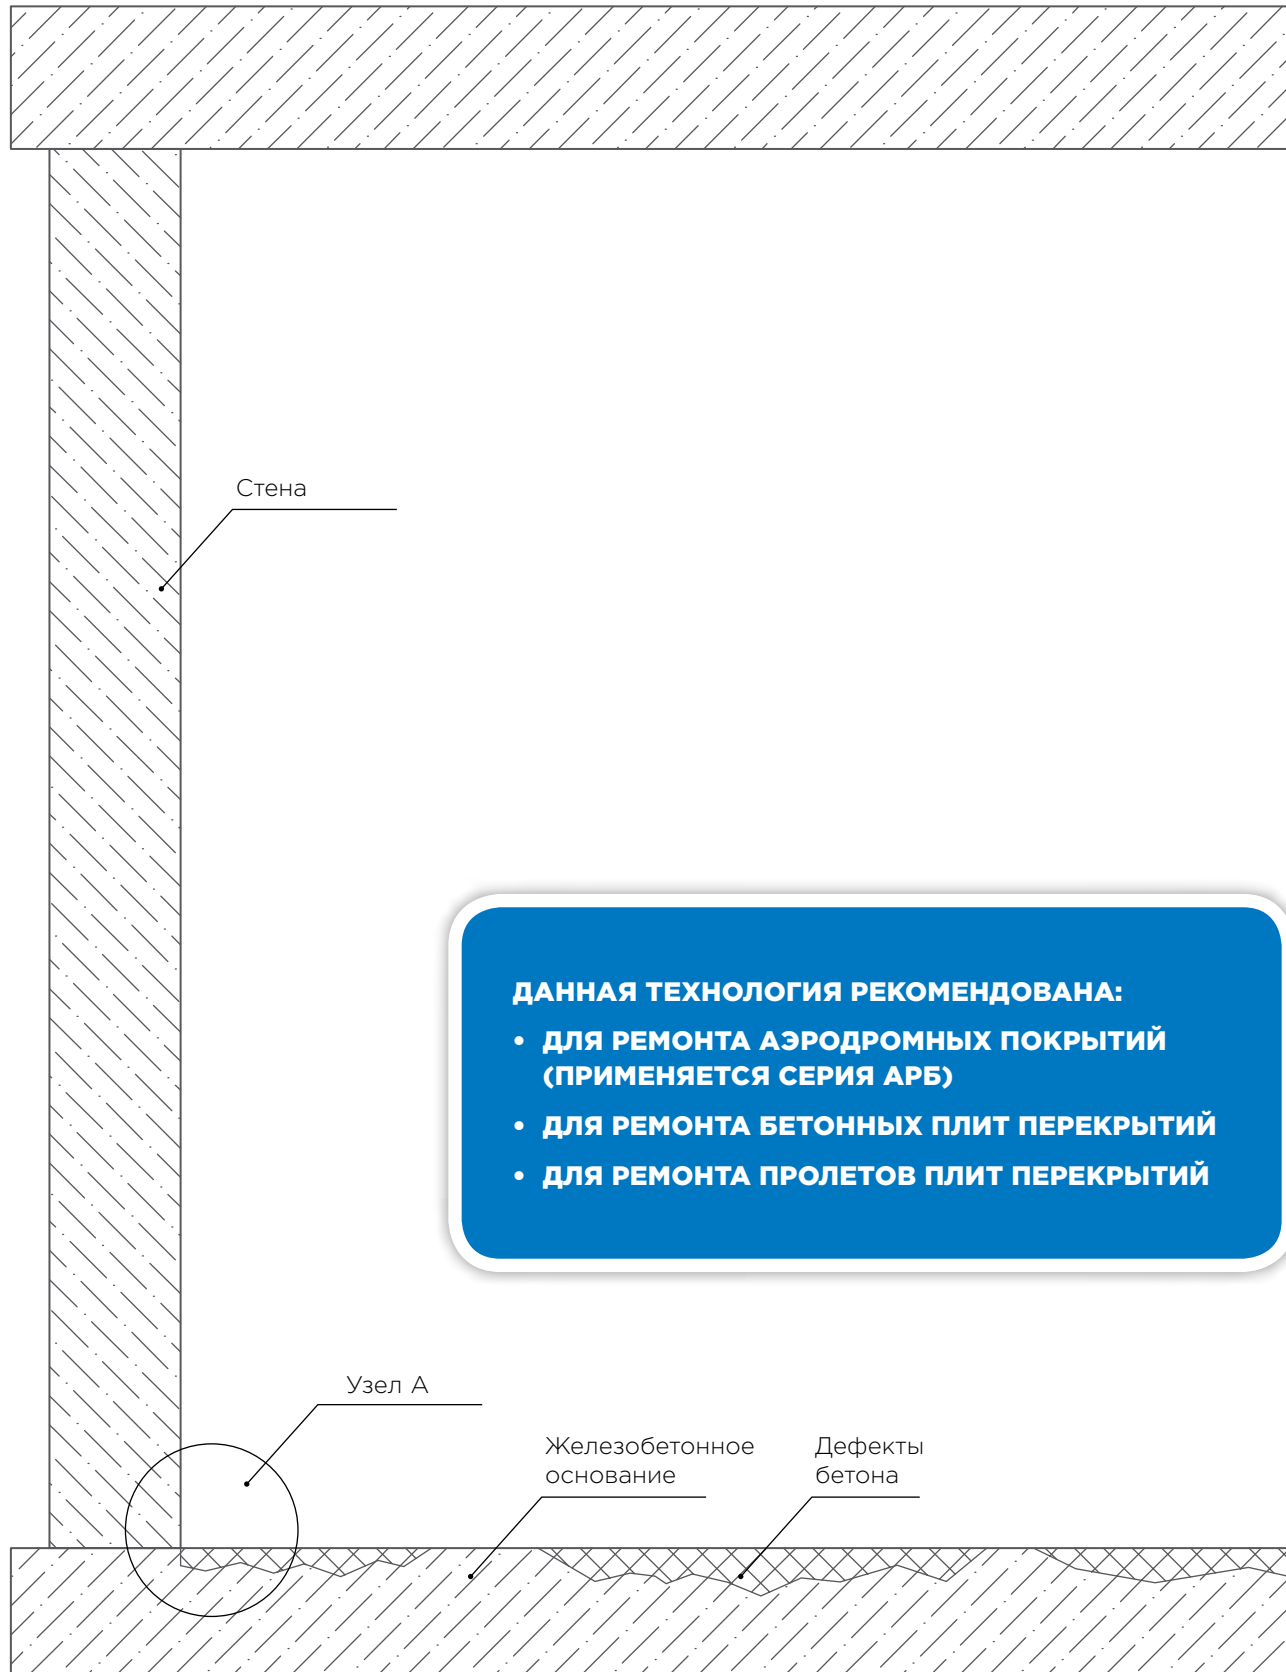 Стена
ДАННАЯ ТЕХНОЛОГИЯ РЕКОМЕНДОВАНА:
• ДЛЯ РЕМОНТА АЭРОДРОМНЫХ ПОКРЫТИЙ
(ПРИМЕНЯЕТСЯ СЕРИЯ АРБ)
• ДЛЯ РЕМОНТА БЕТОННЫХ ПЛИТ ПЕРЕКРЫТИЙ
• ДЛЯ РЕМОНТА ПРОЛЕТОВ ПЛИТ ПЕРЕКРЫТИЙ
Узел А
Железобетонное
основание
Дефекты
бетона